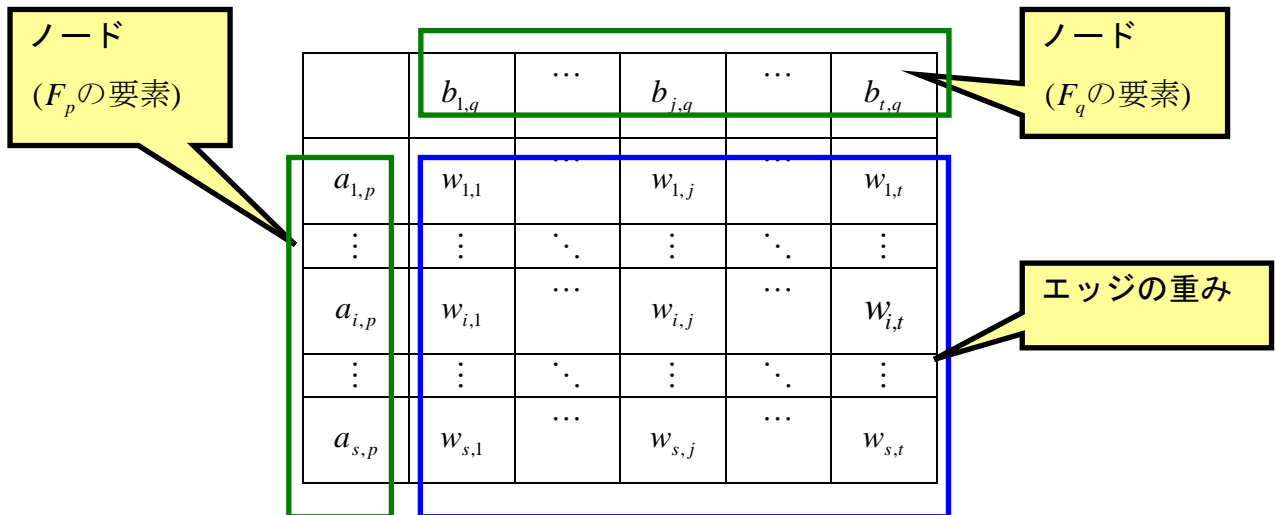 ノード
(F_pの要素)
ノード
(F_qの要素)
b_{1,q} … b_{j,q} … b_{t,q}
a_{1,p} w_{1,1} … w_{1,j} … w_{1,t}
⋮ ⋮ ⋱ ⋮ ⋱ ⋮
a_{i,p} w_{i,1} … w_{i,j} … w_{i,t}
エッジの重み
⋮ ⋮ ⋱ ⋮ ⋱ ⋮
a_{s,p} w_{s,1} … w_{s,j} … w_{s,t}